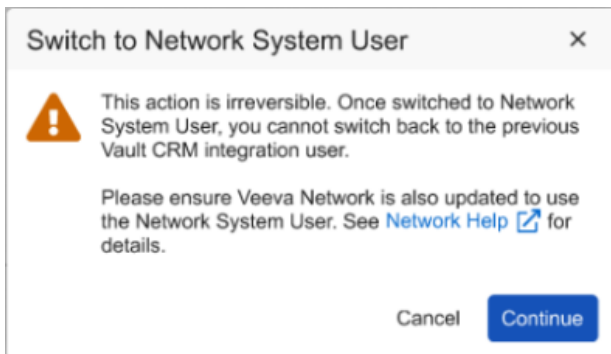 Switch to Network System User
This action is irreversible. Once switched to Network
System User, you cannot switch back to the previous
Vault CRM integration user.
Please ensure Veeva Network is also updated to use
the Network System User. See Network Help for
details.
Cancel Continue